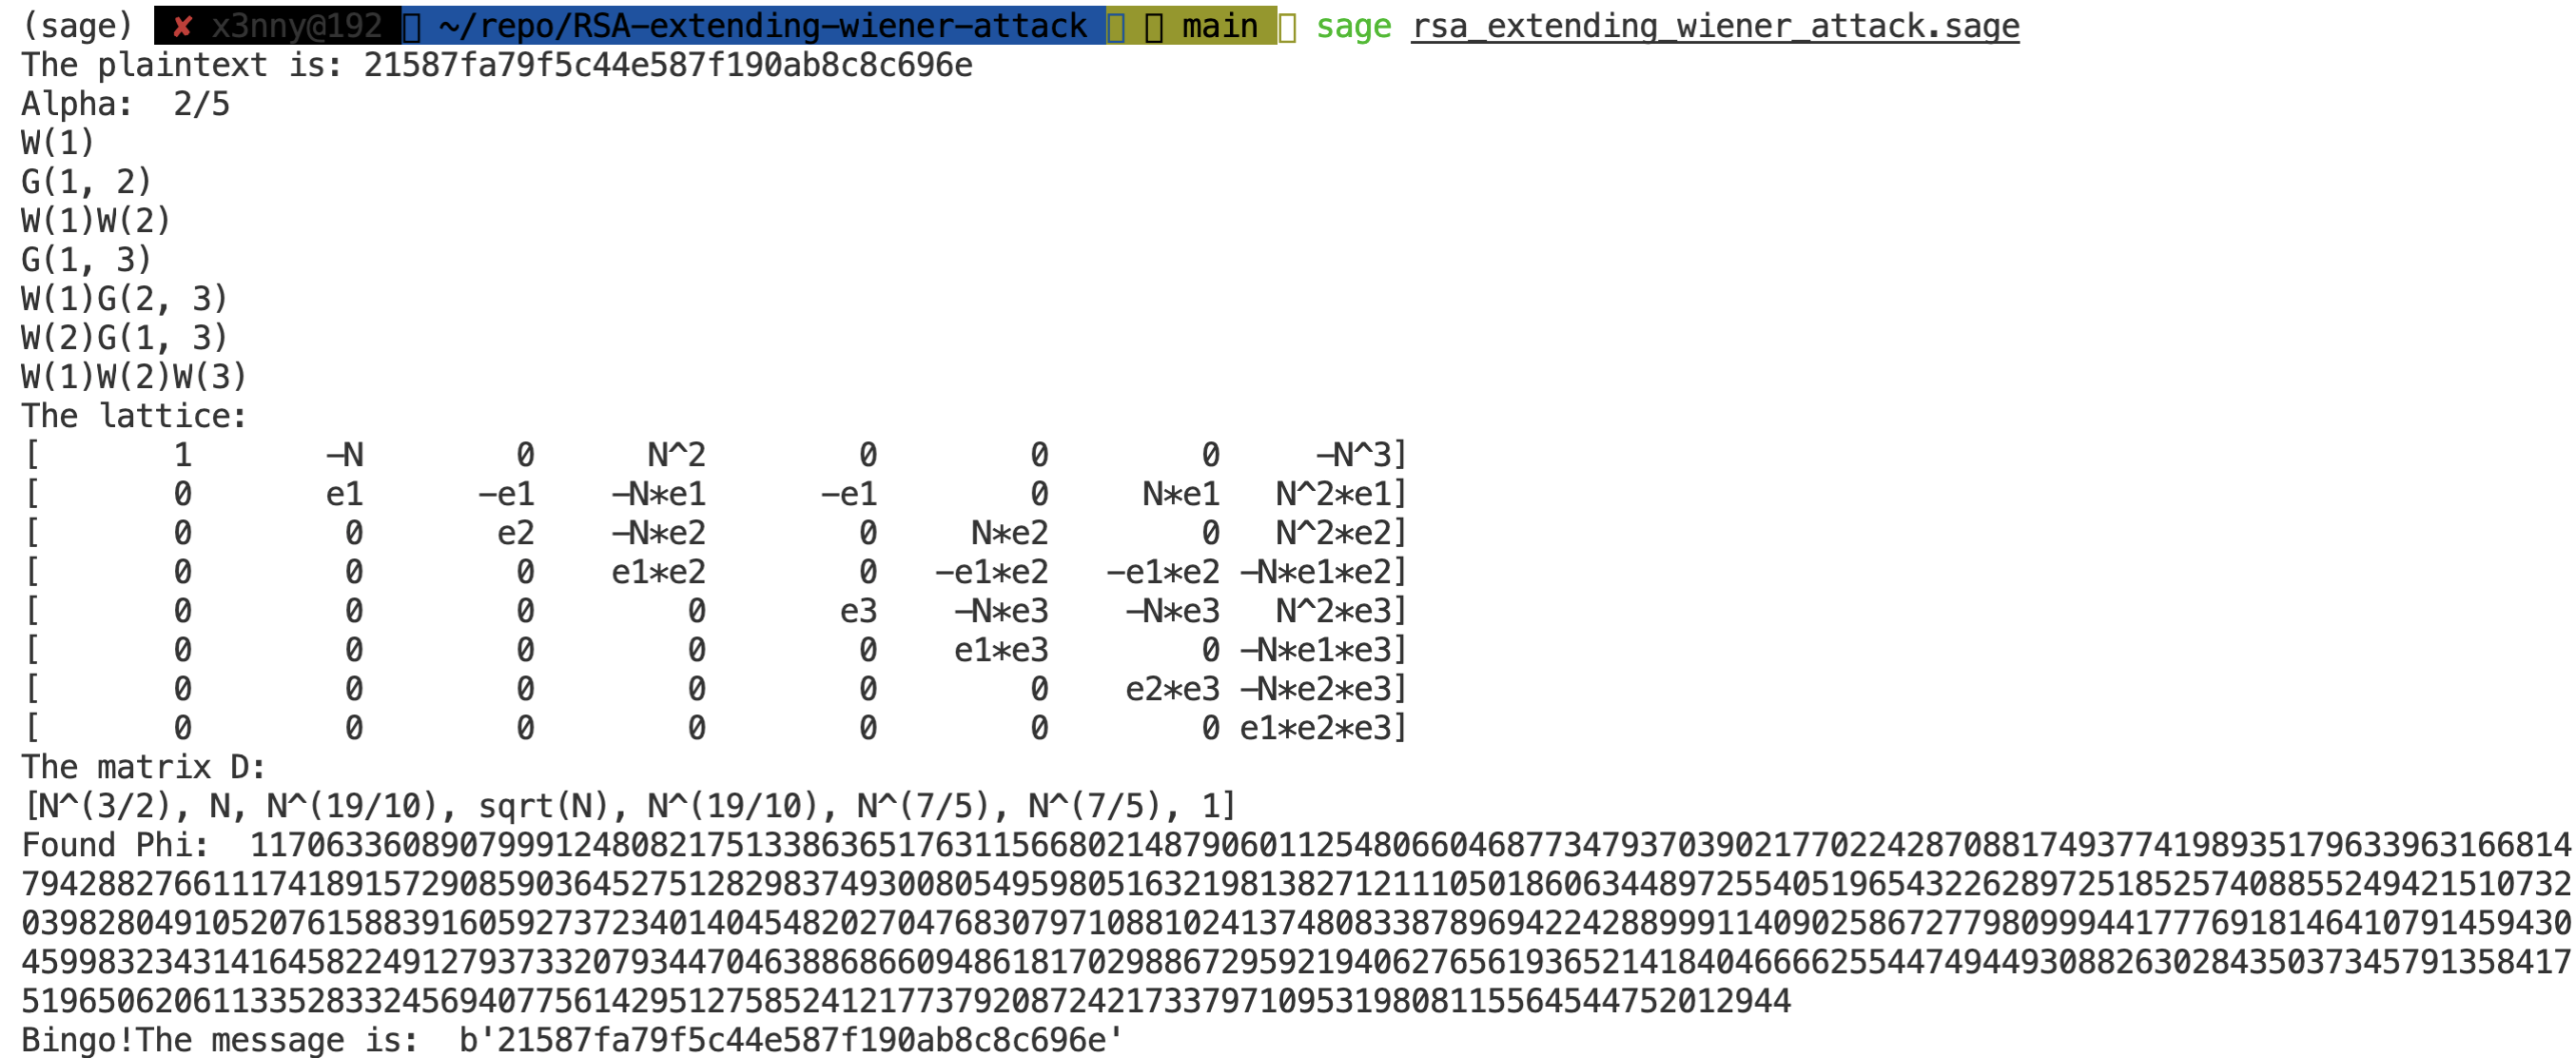 (sage) ✘ x3nny@192 ~/repo/RSA-extending-wiener-attack main sage rsa_extending_wiener_attack.sage
The plaintext is: 21587fa79f5c44e587f190ab8c8c696e
Alpha:  2/5
W(1)
G(1, 2)
W(1)W(2)
G(1, 3)
W(1)G(2, 3)
W(2)G(1, 3)
W(1)W(2)W(3)
The lattice:
[       1       -N        0      N^2        0        0        0     -N^3]
[       0       e1      -e1    -N*e1      -e1        0     N*e1   N^2*e1]
[       0        0       e2    -N*e2        0     N*e2        0   N^2*e2]
[       0        0        0    e1*e2        0   -e1*e2   -e1*e2 -N*e1*e2]
[       0        0        0        0       e3    -N*e3    -N*e3   N^2*e3]
[       0        0        0        0        0    e1*e3        0 -N*e1*e3]
[       0        0        0        0        0        0    e2*e3 -N*e2*e3]
[       0        0        0        0        0        0        0 e1*e2*e3]
The matrix D:
[N^(3/2), N, N^(19/10), sqrt(N), N^(19/10), N^(7/5), N^(7/5), 1]
Found Phi:  11706336089079991248082175133863651763115668021487906011254806604687734793703902177022428708817493774198935179633963166814
79428827661117418915729085903645275128298374930080549598051632198138271211105018606344897255405196543226289725185257408855249421510732
03982804910520761588391605927372340140454820270476830797108810241374808338789694224288999114090258672779809994417776918146410791459430
45998323431416458224912793733207934470463886866094861817029886729592194062765619365214184046666255447494493088263028435037345791358417
519650620611335283324569407756142951275852412177379208724217337971095319808115564544752012944
Bingo!The message is:  b'21587fa79f5c44e587f190ab8c8c696e'